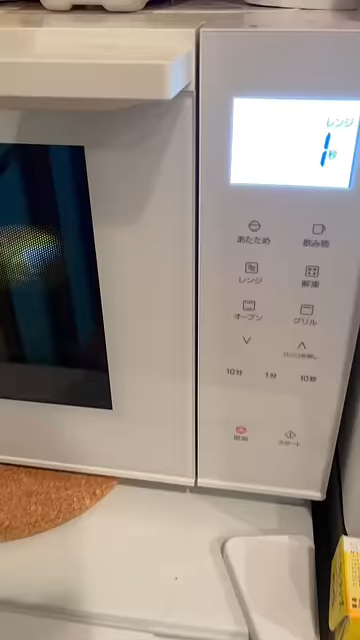 レンジ
1秒
あたため
飲み物
レンジ
解凍
オーブン
グリル
10分
1分
10秒
取消
スタート